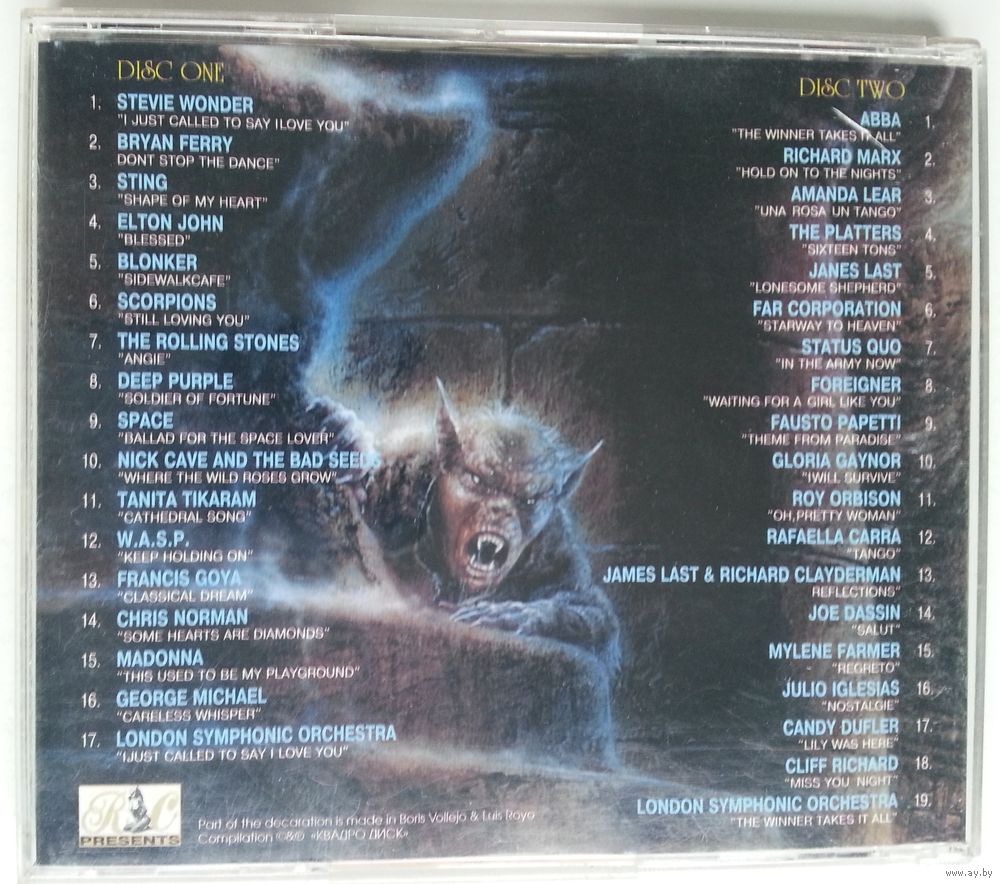 DISC ONE
1. STEVIE WONDER
"I JUST CALLED TO SAY ILOVE YOU"
2. BRYAN FERRY
DONT STOP THE DANCE"
3. STING
"SHAPE OF MY HEART"
4. ELTON JOHN
"BLESSED"
5. BLONKER
"SIDEWALKCAFE"
6. SCORPIONS
"STILL LOVING YOU"
7. THE ROLLING STONES
"ANGIE"
8. DEEP PURPLE
"SOLDIER OF FORTUNE"
9. SPACE
"BALLAD FOR THE SPACE LOVER"
10. NICK CAVE AND THE BAD SEEDS
"WHERE THE WILD ROSES GROW"
11. TANITA TIKARAM
"CATHEDRAL SONG"
12. W.A.S.P.
"KEEP HOLDING ON"
13. FRANCIS GOYA
"CLASSICAL DREAM"
14. CHRIS NORMAN
"SOME HEARTS ARE DIAMONDS"
15. MADONNA
"THIS USED TO BE MY PLAYGROUND"
16. GEORGE MICHAEL
"CARELESS WHISPER"
17. LONDON SYMPHONIC ORCHESTRA
"IJUST CALLED TO SAY I LOVE YOU"
DISC TWO
ABBA 1.
"THE WINNER TAKES IT ALL"
RICHARD MARX 2.
"HOLD ON TO THE NIGHTS"
AMANDA LEAR 3.
"UNA ROSA UN TANGO"
THE PLATTERS 4.
"SIXTEEN TONS"
JANES LAST 5.
"LONESOME SHEPHERD"
FAR CORPORATION 6.
"STARWAY TO HEAVEN"
STATUS QUO 7.
"IN THE ARMY NOW"
FOREIGNER 8.
"WAITING FOR A GIRL LIKE YOU"
FAUSTO PAPETTI 9.
"THEME FROM PARADISE"
GLORIA GAYNOR 10.
"IWILL SURVIVE"
ROY ORBISON 11.
"OH, PRETTY WOMAN"
RAFAELLA CARRA 12.
"TANGO"
JAMES LAST & RICHARD CLAYDERMAN 13.
REFLECTIONS"
JOE DASSIN 14.
"SALUT"
MYLENE FARMER 15.
"REGRETO"
JULIO IGLESIAS 16.
"NOSTALGIE"
CANDY DUFLER 17.
"LILY WAS HERE"
CLIFF RICHARD 18.
"MISS YOU NIGHT"
LONDON SYMPHONIC ORCHESTRA 19.
"THE WINNER TAKES IT ALL"
R C
PRESENTS
Part of the decaration is made in Boris Vollejo & Luis Royo
Compilation ©&℗ «КВАДРО ДИСК»
www.ay.by